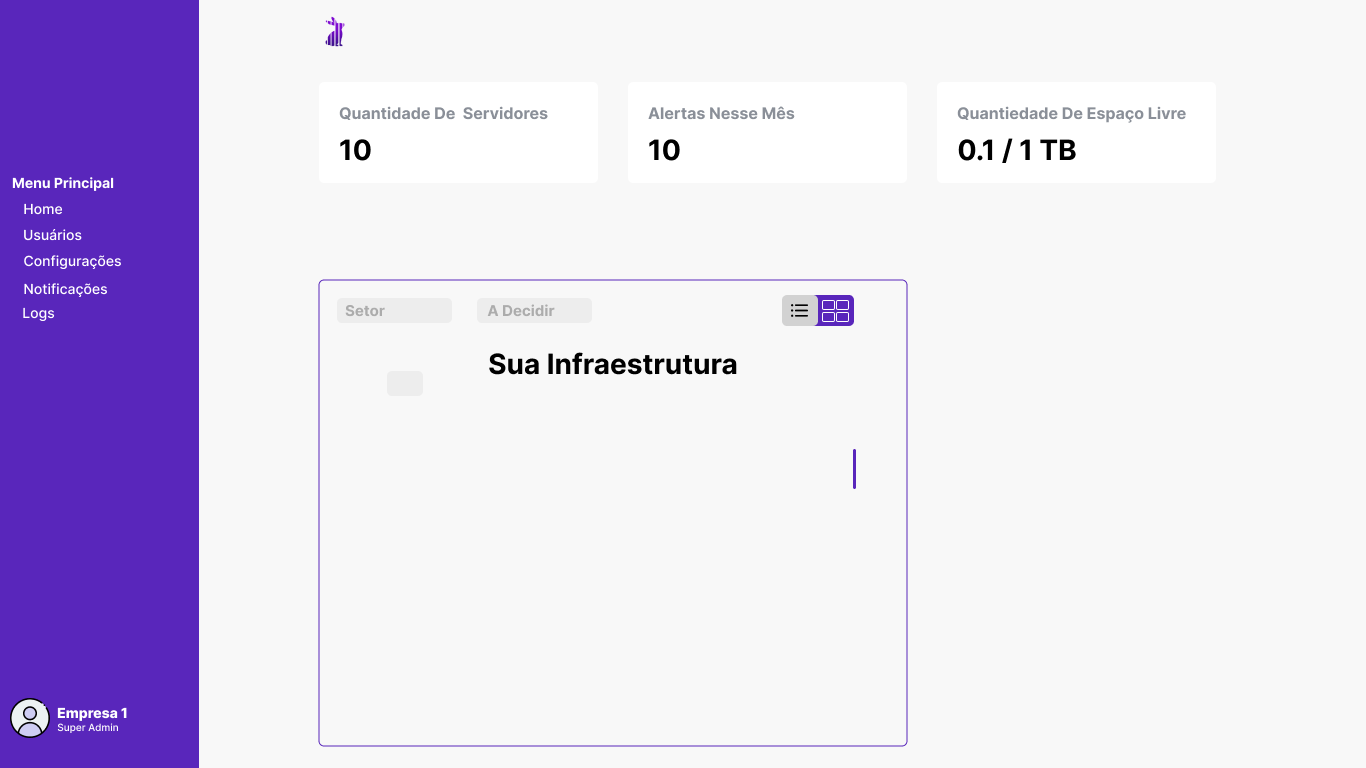 Quantidade De  Servidores
10
Alertas Nesse Mês
10
Quantiedade De Espaço Livre
0.1 / 1 TB
Menu Principal
Home
Usuários
Configurações
Notificações
Logs
Setor
A Decidir
Sua Infraestrutura
Empresa 1
Super Admin